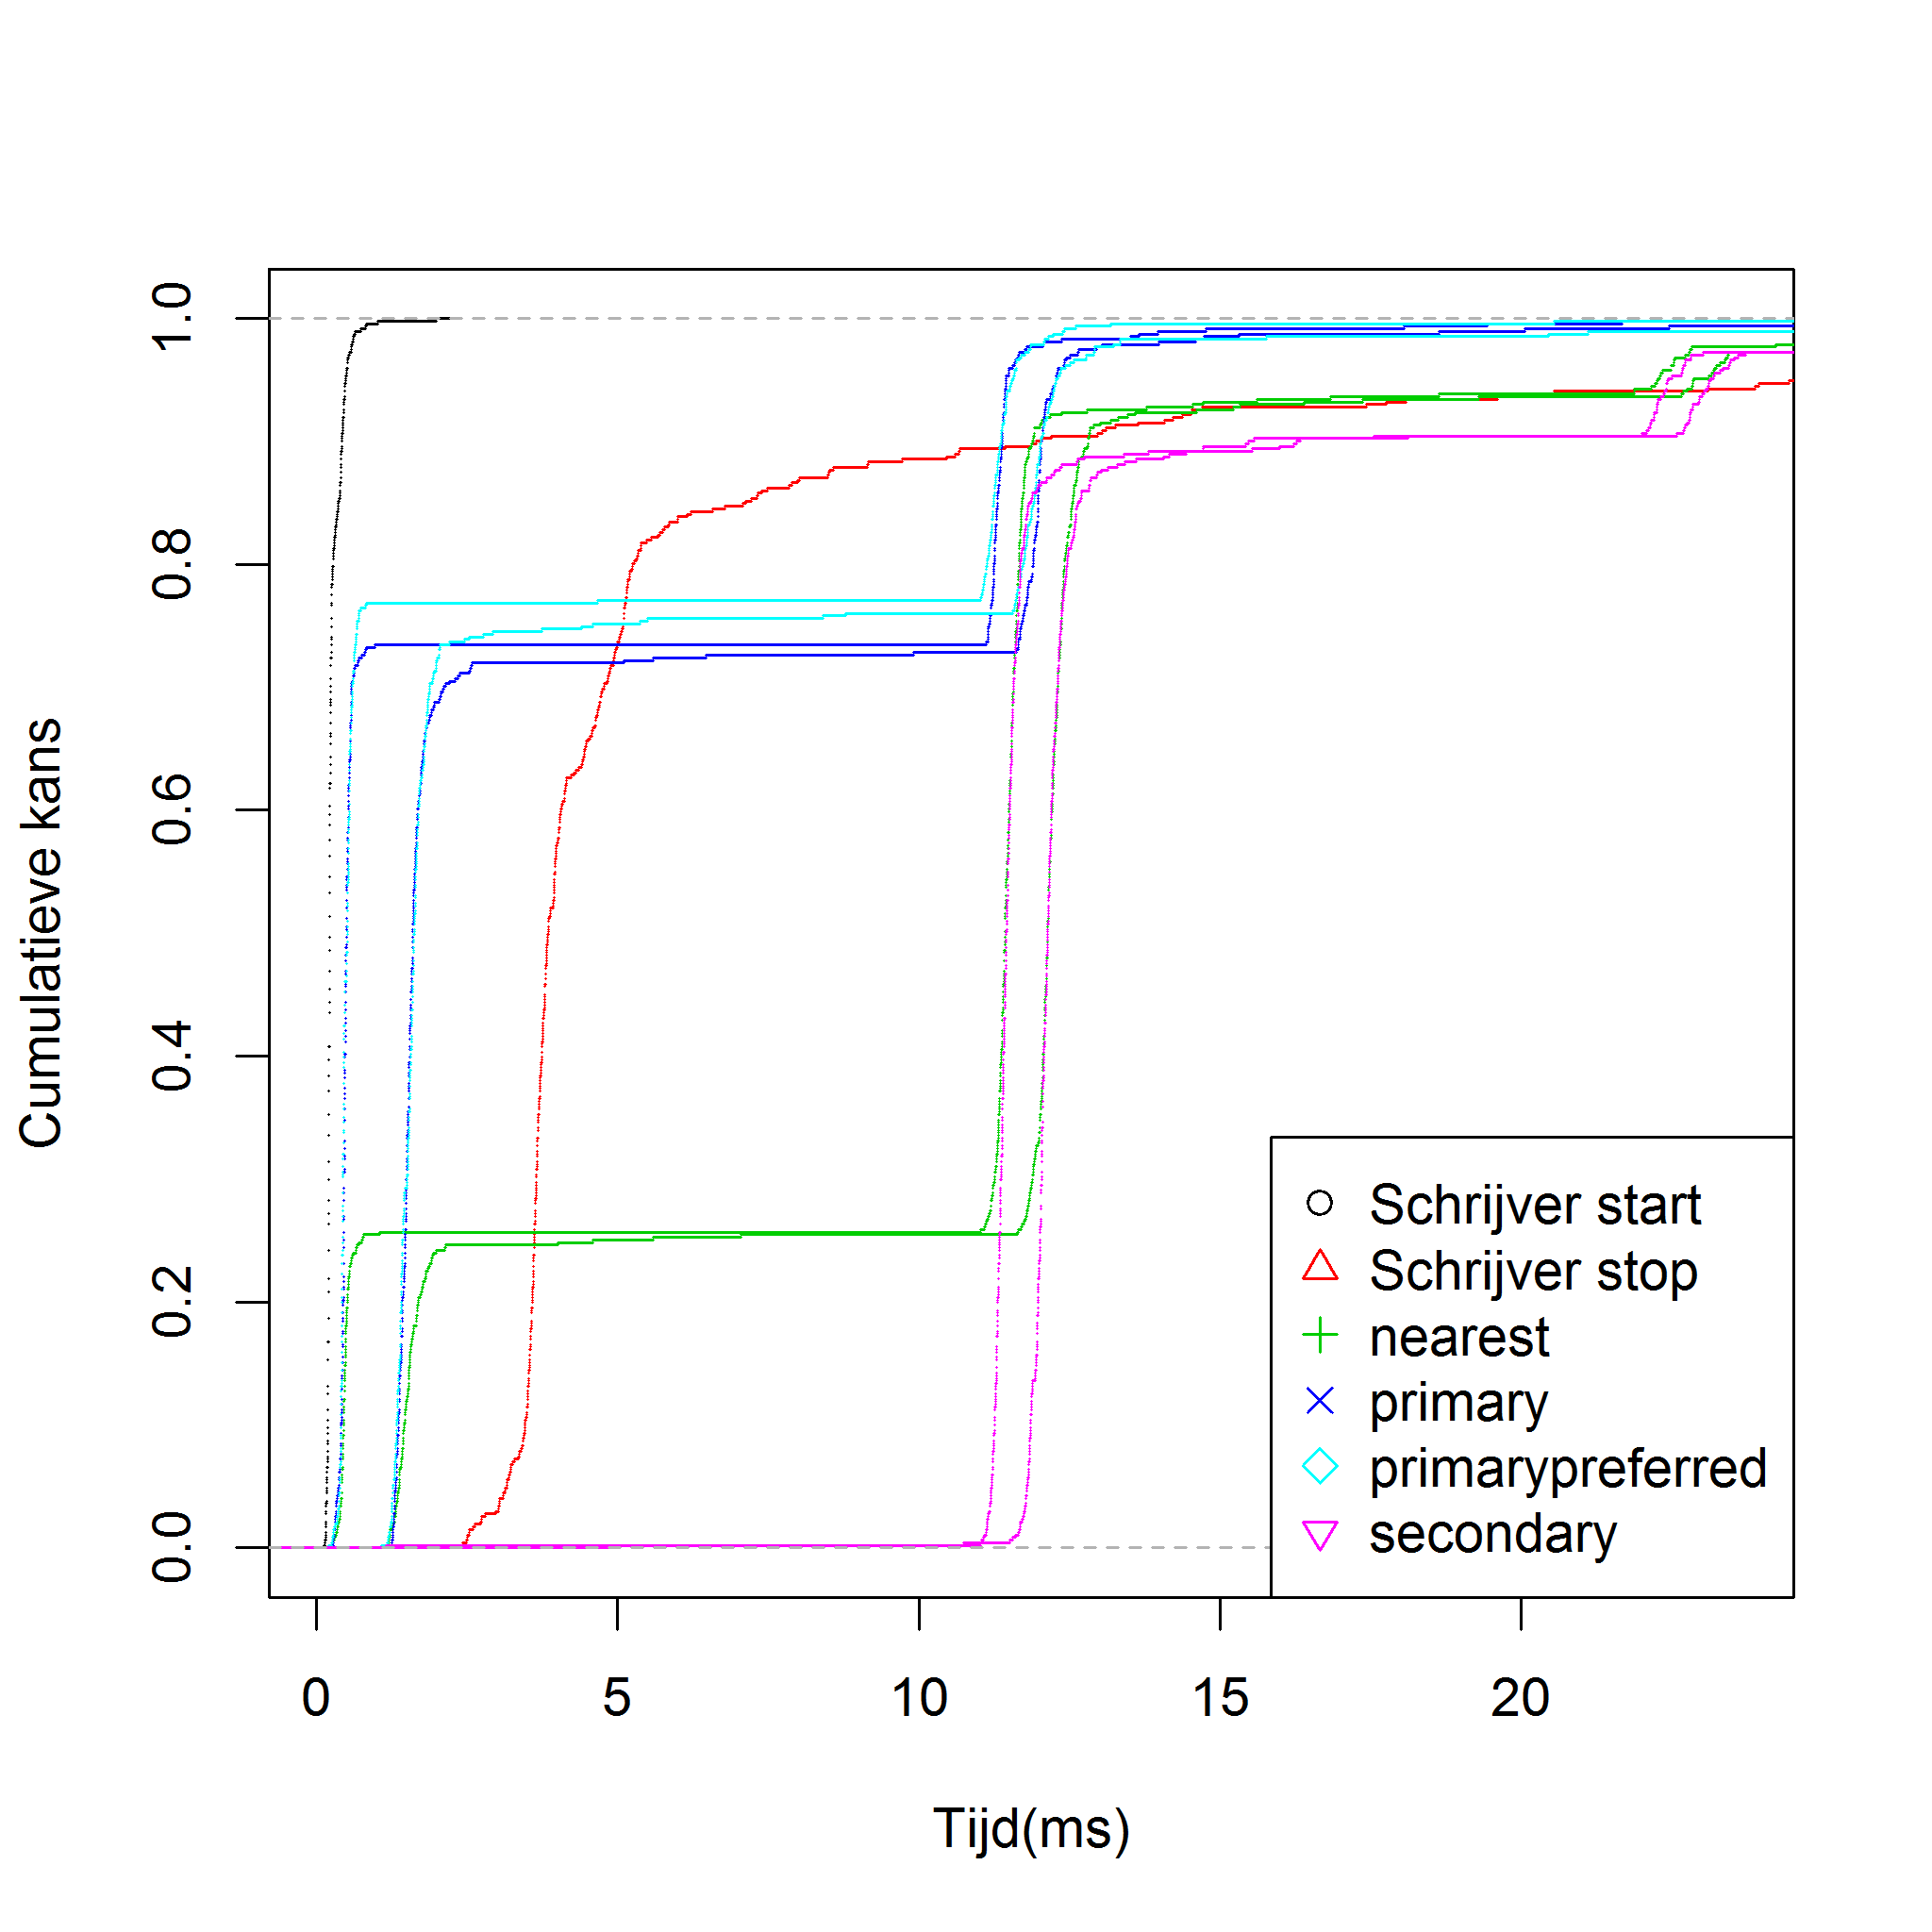 Cumulatieve kans
1.0
0.8
0.6
0.4
0.2
0.0
0 5 10 15 20
Tijd(ms)
Schrijver start
Schrijver stop
nearest
primary
primarypreferred
secondary